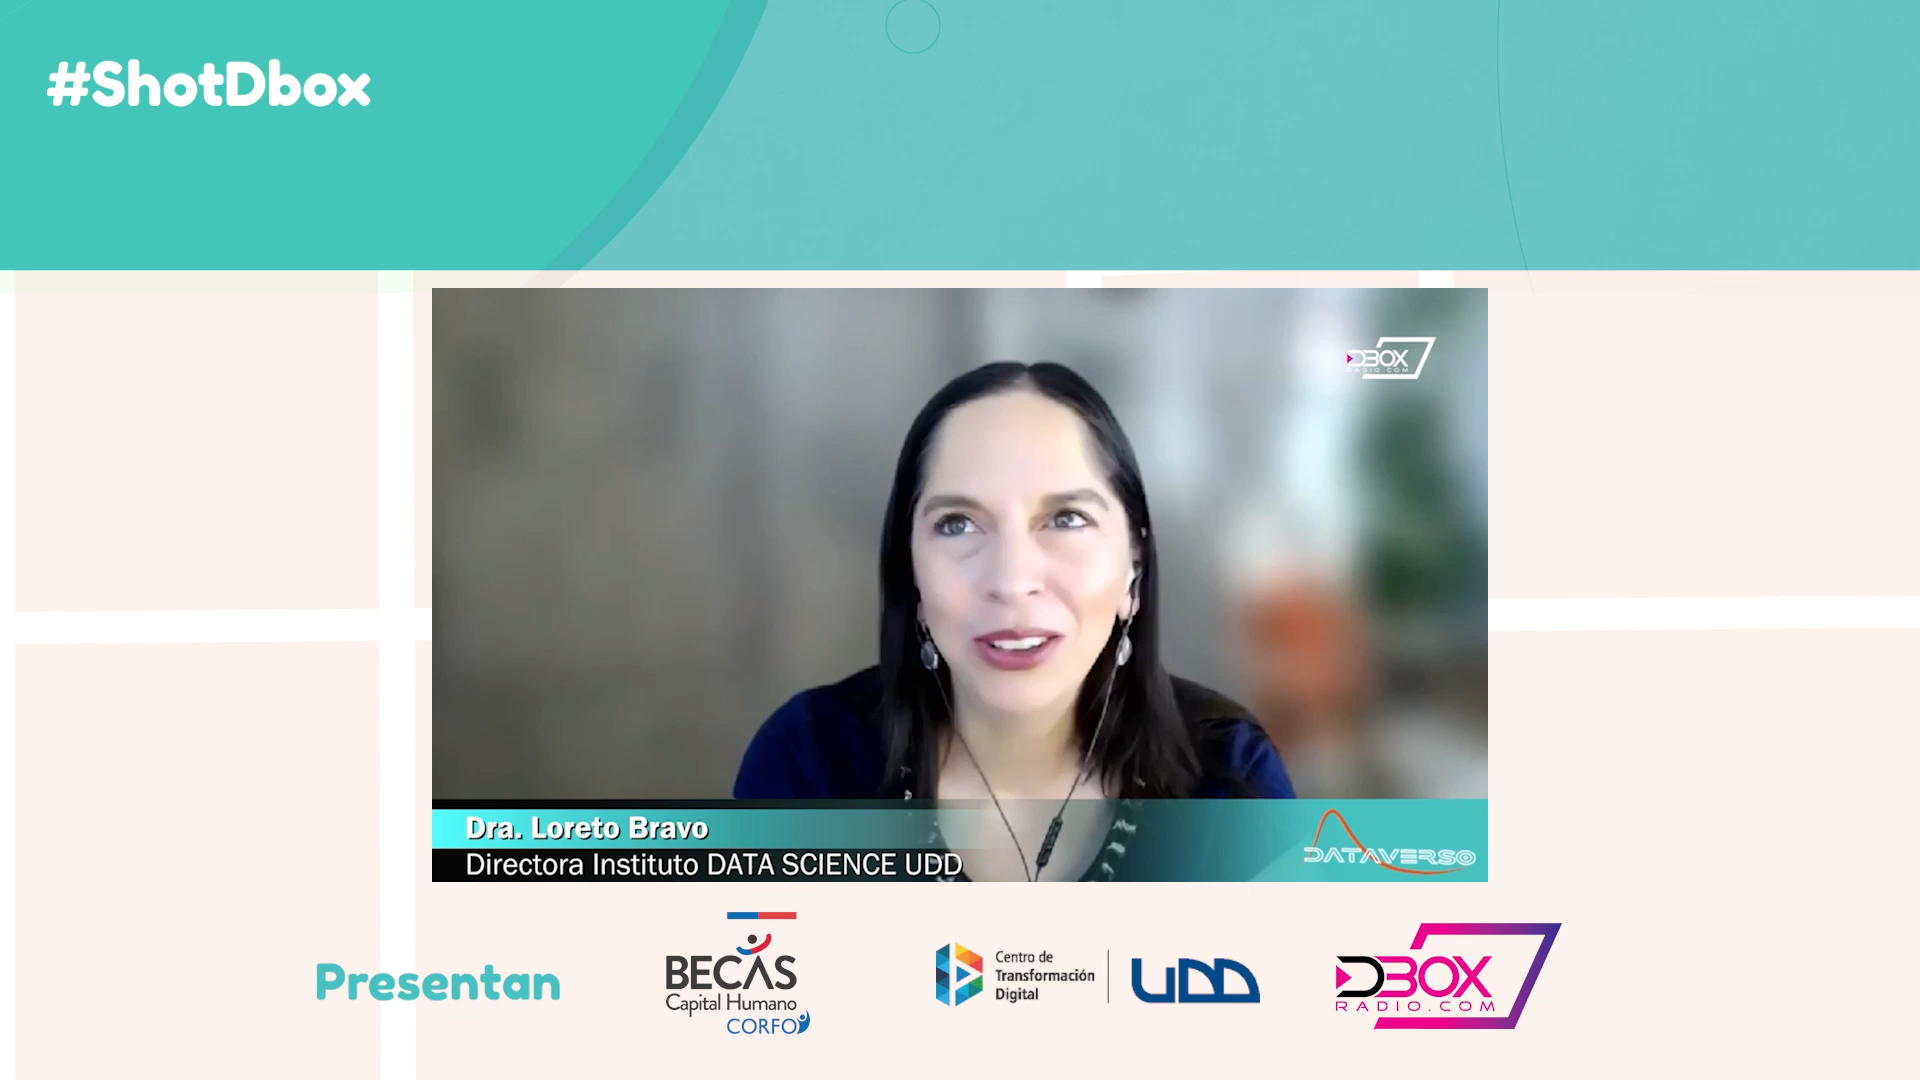 #ShotDbox
DBOX
RADIO.COM
Dra. Loreto Bravo
Directora Instituto DATA SCIENCE UDD
DATAVERSO
Presentan
BECAS
Capital Humano
CORFO
Centro de
Transformación
Digital
UDD
DBOX
RADIO.COM